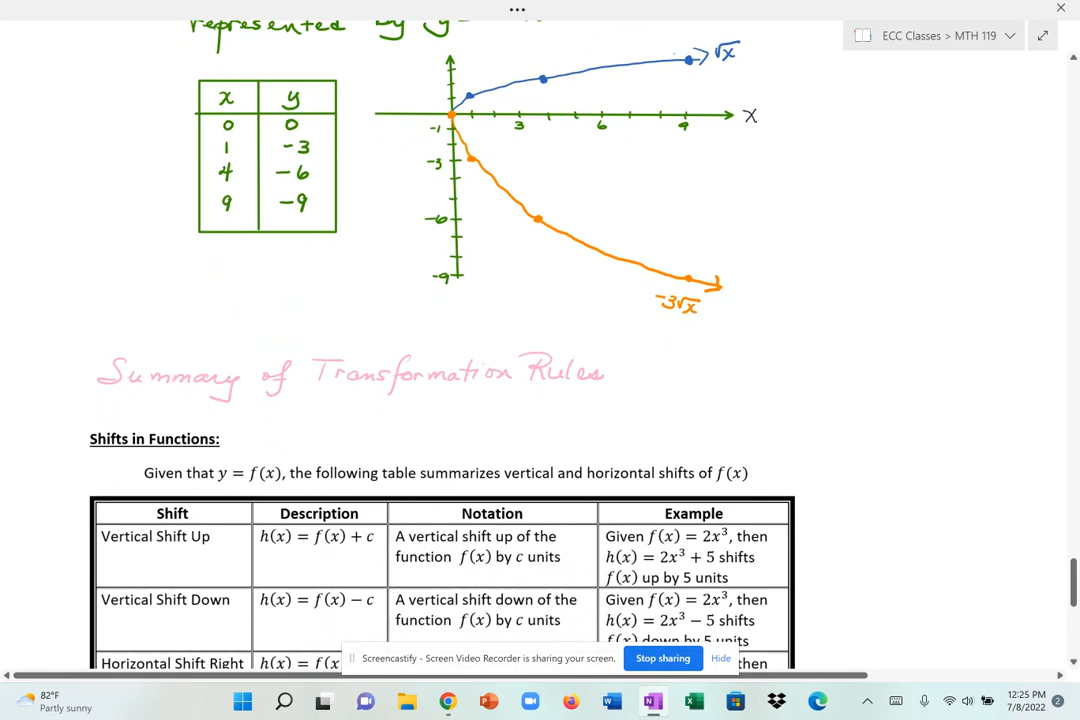 ECC Classes > MTH 119
represented by y =
x y
0 0
1 -3
4 -6
9 -9
√x
x
3 6 9
-1
-3
-6
-9
-3√x
Summary of Transformation Rules
Shifts in Functions:
Given that y = f(x), the following table summarizes vertical and horizontal shifts of f(x)
Shift Description Notation Example
Vertical Shift Up h(x) = f(x) + c A vertical shift up of the function f(x) by c units Given f(x) = 2x³, then
h(x) = 2x³ + 5 shifts
f(x) up by 5 units
Vertical Shift Down h(x) = f(x) − c A vertical shift down of the function f(x) by c units Given f(x) = 2x³, then
h(x) = 2x³ − 5 shifts
f(x) down by 5 units
Horizontal Shift Right h(x) = f(x then
Screencastify - Screen Video Recorder is sharing your screen.
Stop sharing
Hide
82°F
Partly sunny
12:25 PM
7/8/2022
2